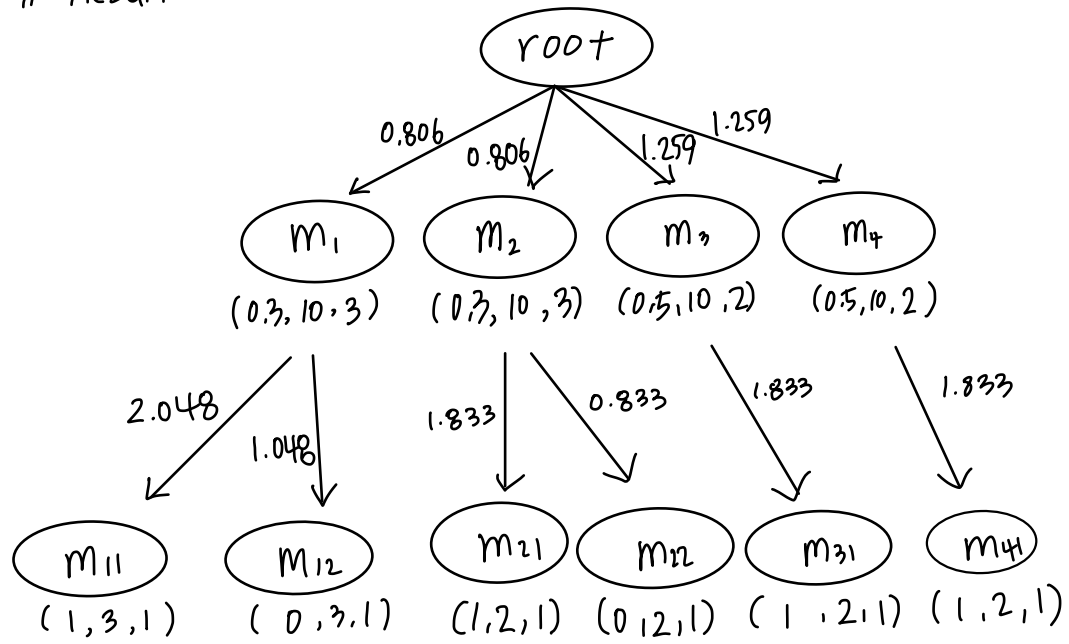 root
0.806 0.806 1.259 1.259
m₁ m₂ m₃ m₄
(0.3, 10, 3) (0.3, 10, 3) (0.5, 10, 2) (0.5, 10, 2)
2.048 1.048 1.833 0.833 1.833 1.833
m₁₁ m₁₂ m₂₁ m₂₂ m₃₁ m₄₁
(1, 3, 1) (0, 3, 1) (1, 2, 1) (0, 2, 1) (1, 2, 1) (1, 2, 1)